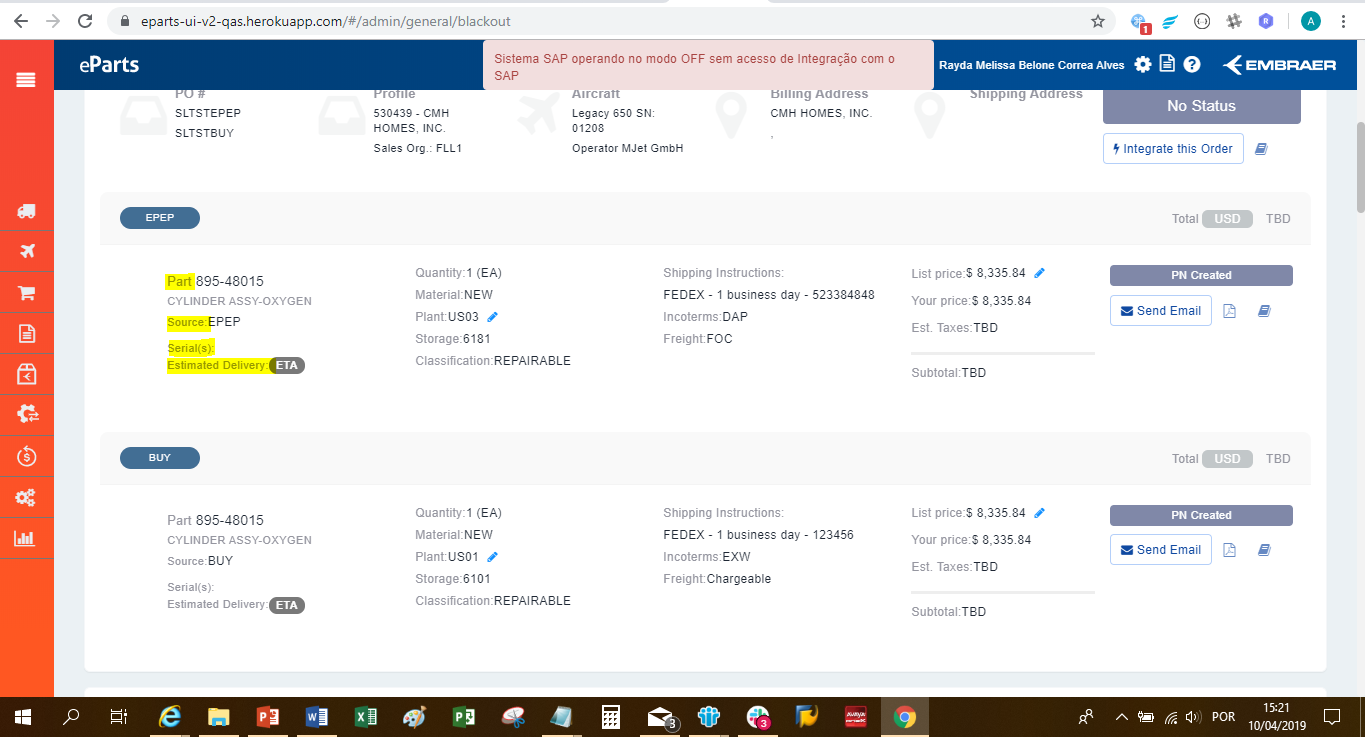 eparts-ui-v2-qas.herokuapp.com/#/admin/general/blackout
1
A
eParts
Sistema SAP operando no modo OFF sem acesso de Integração com o
SAP
Rayda Melissa Belone Correa Alves
EMBRAER
PO #
SLTSTEPEP
SLTSTBUY
Profile
530439 - CMH
HOMES, INC.
Sales Org.: FLL1
Aircraft
Legacy 650 SN:
01208
Operator MJet GmbH
Billing Address
CMH HOMES, INC.
,
Shipping Address
No Status
Integrate this Order
EPEP
Total USD TBD
Part 895-48015
CYLINDER ASSY-OXYGEN
Source:EPEP
Serial(s):
Estimated Delivery: ETA
Quantity:1 (EA)
Material:NEW
Plant:US03
Storage:6181
Classification:REPAIRABLE
Shipping Instructions:
FEDEX - 1 business day - 523384848
Incoterms:DAP
Freight:FOC
List price:$ 8,335.84
Your price:$ 8,335.84
Est. Taxes:TBD
Subtotal:TBD
PN Created
Send Email
BUY
Total USD TBD
Part 895-48015
CYLINDER ASSY-OXYGEN
Source:BUY
Serial(s):
Estimated Delivery: ETA
Quantity:1 (EA)
Material:NEW
Plant:US01
Storage:6101
Classification:REPAIRABLE
Shipping Instructions:
FEDEX - 1 business day - 123456
Incoterms:EXW
Freight:Chargeable
List price:$ 8,335.84
Your price:$ 8,335.84
Est. Taxes:TBD
Subtotal:TBD
PN Created
Send Email
3
3
POR
15:21
10/04/2019